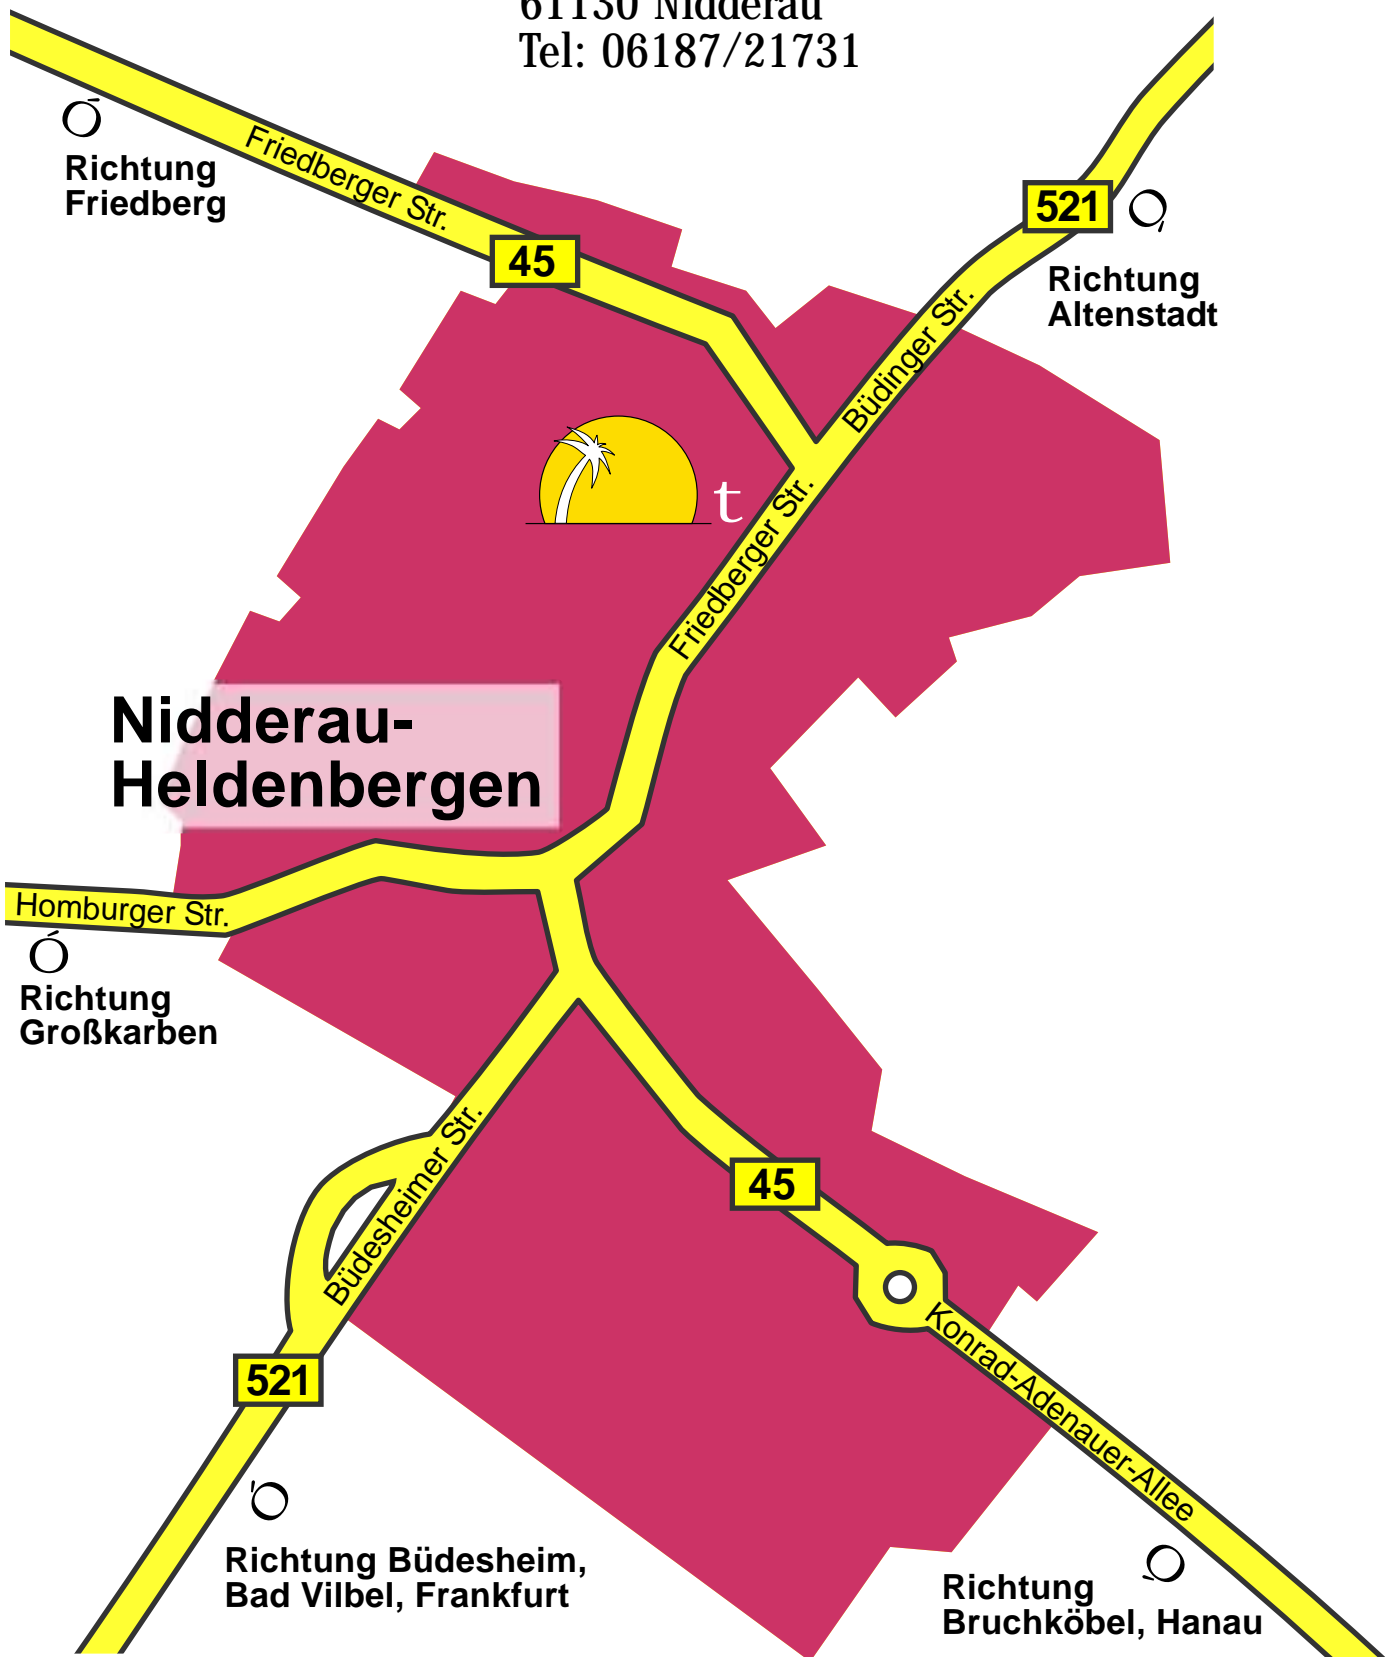 61130 Nidderau
Tel: 06187/21731
Richtung
Friedberg
Friedberger Str.
45
521
Richtung
Altenstadt
Büdinger Str.
t
Friedberger Str.
Nidderau-
Heldenbergen
Homburger Str.
Richtung
Großkarben
Büdesheimer Str.
45
521
Konrad-Adenauer-Allee
Richtung Büdesheim,
Bad Vilbel, Frankfurt
Richtung
Bruchköbel, Hanau